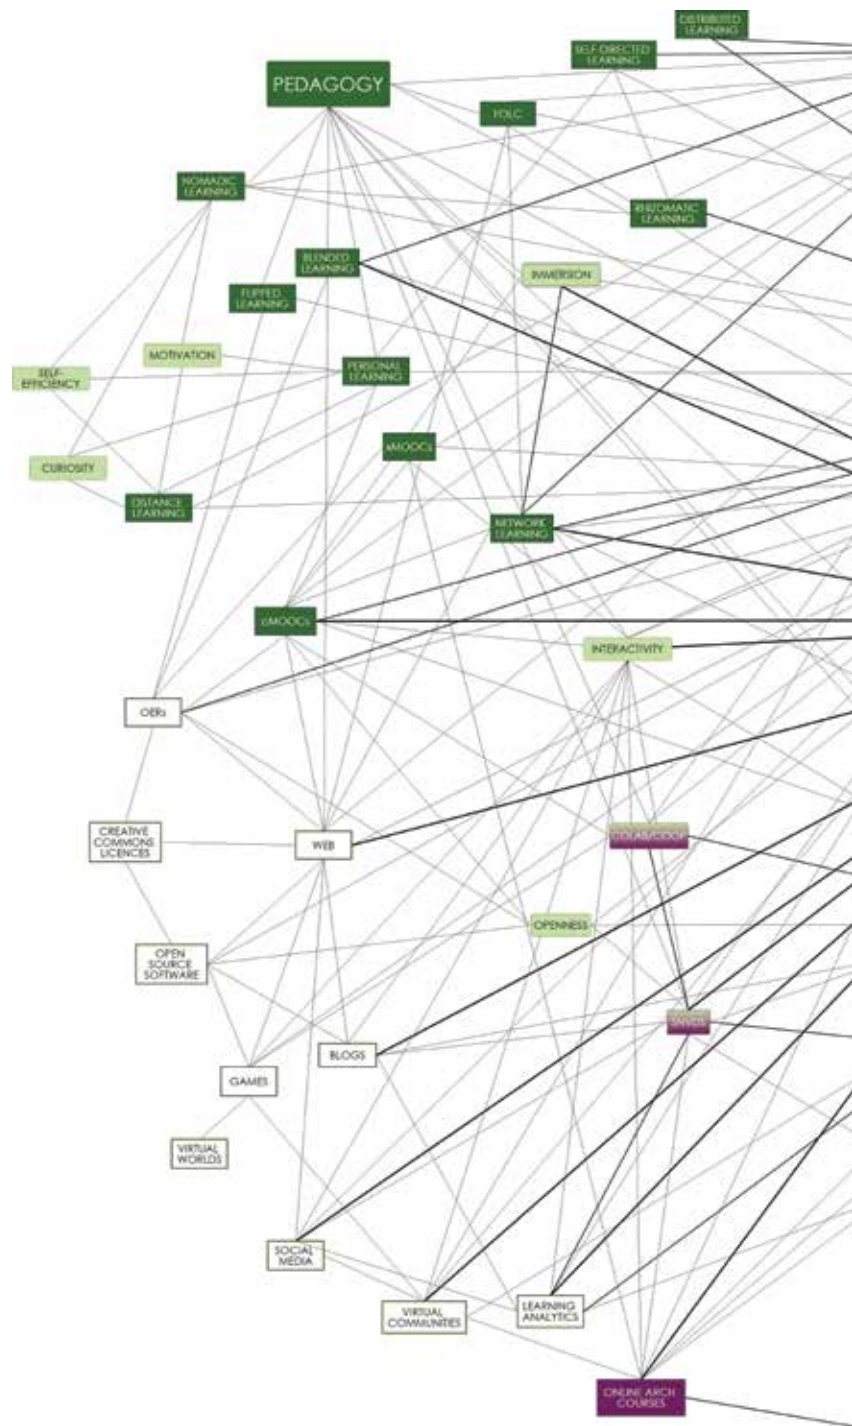 DISTRIBUTED
LEARNING
SELF-DIRECTED
LEARNING
PEDAGOGY
NOMADIC
LEARNING
RHIZOMATIC
LEARNING
BLENDED
LEARNING
IMMERSION
FLIPPED
LEARNING
MOTIVATION
PERSONAL
LEARNING
SELF-
EFFICIENCY
xMOOCs
CURIOSITY
DISTANCE
LEARNING
NETWORK
LEARNING
cMOOCs
INTERACTIVITY
OERs
CREATIVE
COMMONS
LICENCES
WEB
COLAB/COOP
OPENNESS
OPEN
SOURCE
SOFTWARE
BLOGS
GAMES
VIRTUAL
WORLDS
SOCIAL
MEDIA
VIRTUAL
COMMUNITIES
LEARNING
ANALYTICS
ONLINE ARCH
COURSES